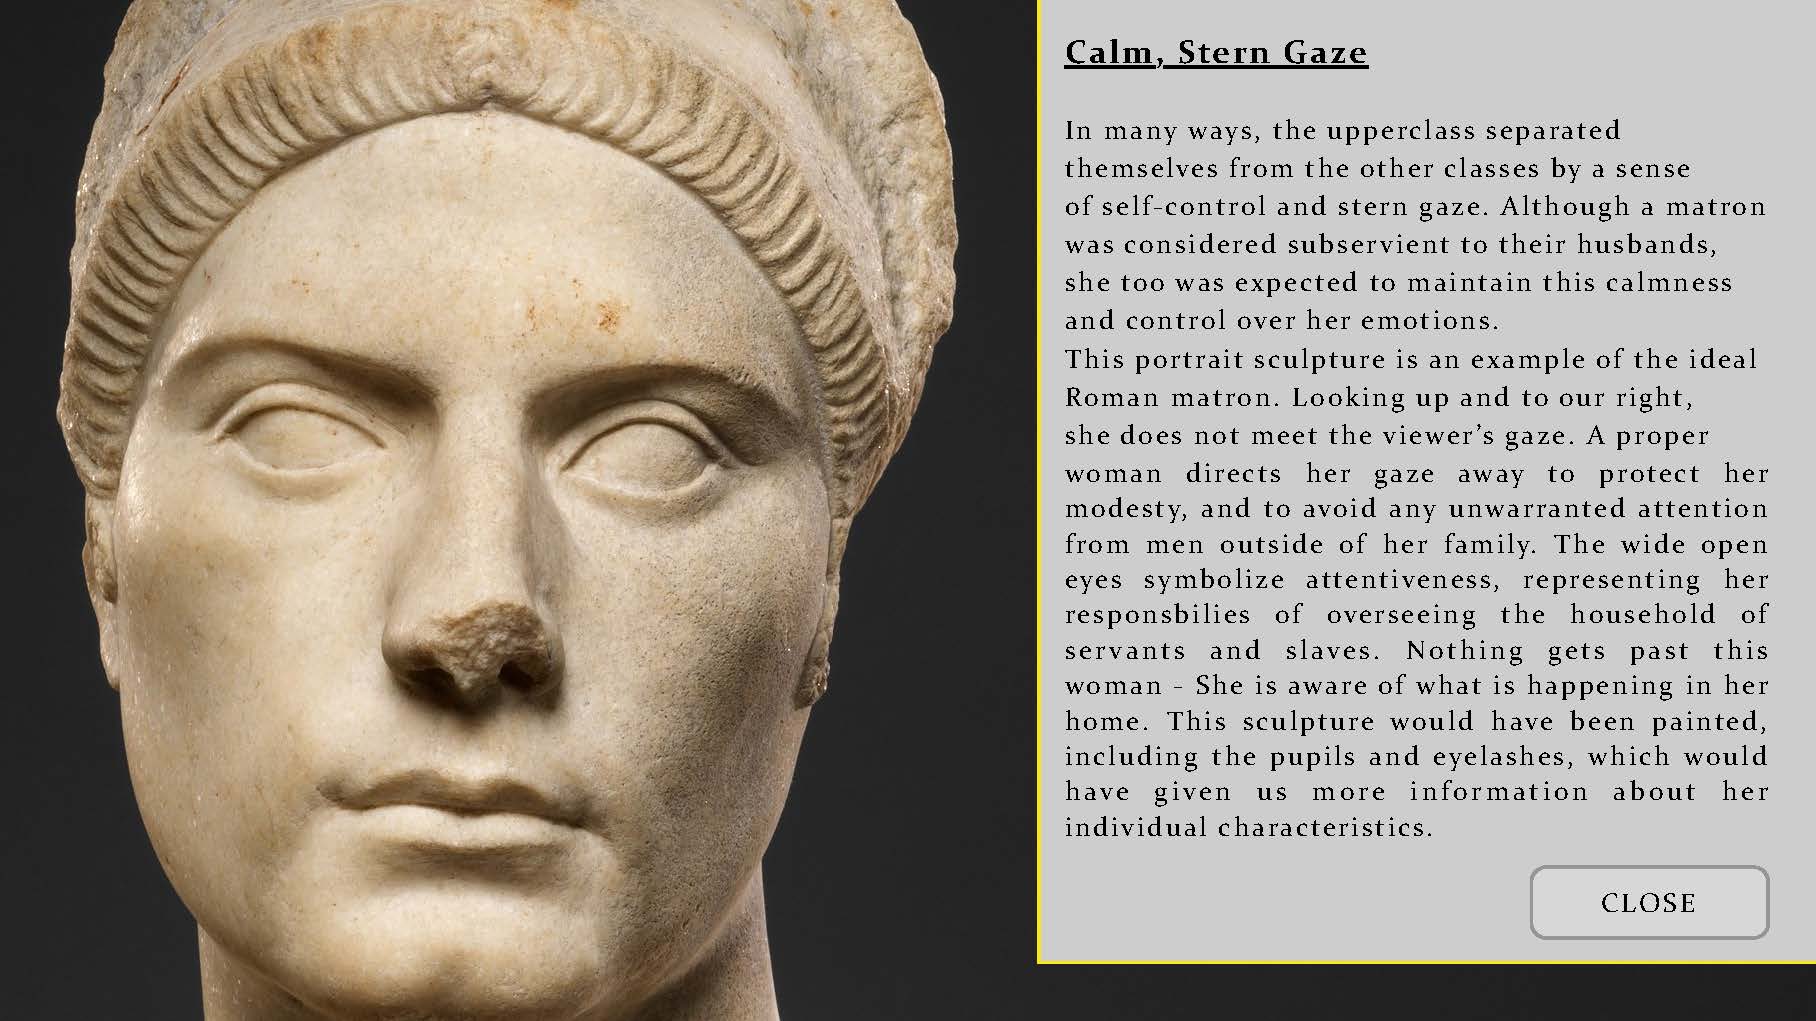 Calm, Stern Gaze
In many ways, the upperclass separated
themselves from the other classes by a sense
of self-control and stern gaze. Although a matron
was considered subservient to their husbands,
she too was expected to maintain this calmness
and control over her emotions.
This portrait sculpture is an example of the ideal
Roman matron. Looking up and to our right,
she does not meet the viewer’s gaze. A proper
woman directs her gaze away to protect her
modesty, and to avoid any unwarranted attention
from men outside of her family. The wide open
eyes symbolize attentiveness, representing her
responsbilies of overseeing the household of
servants and slaves. Nothing gets past this
woman - She is aware of what is happening in her
home. This sculpture would have been painted,
including the pupils and eyelashes, which would
have given us more information about her
individual characteristics.
CLOSE